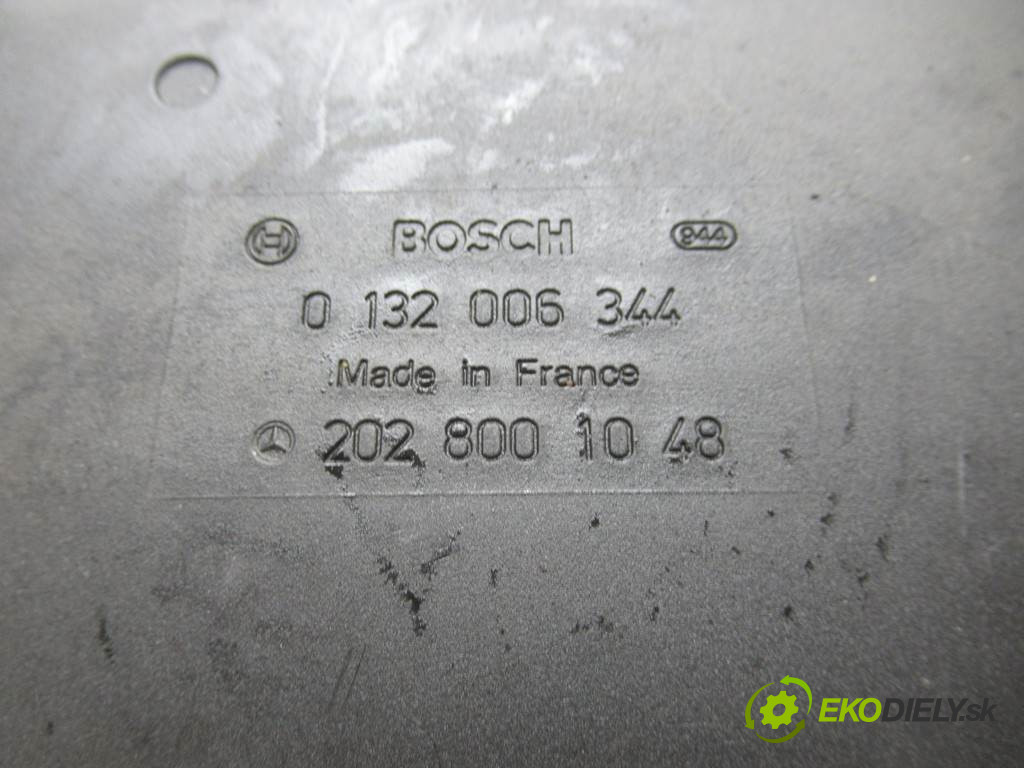 BOSCH 944
0 132 006 344
Made in France
202 800 10 48
EKODIELY.sk